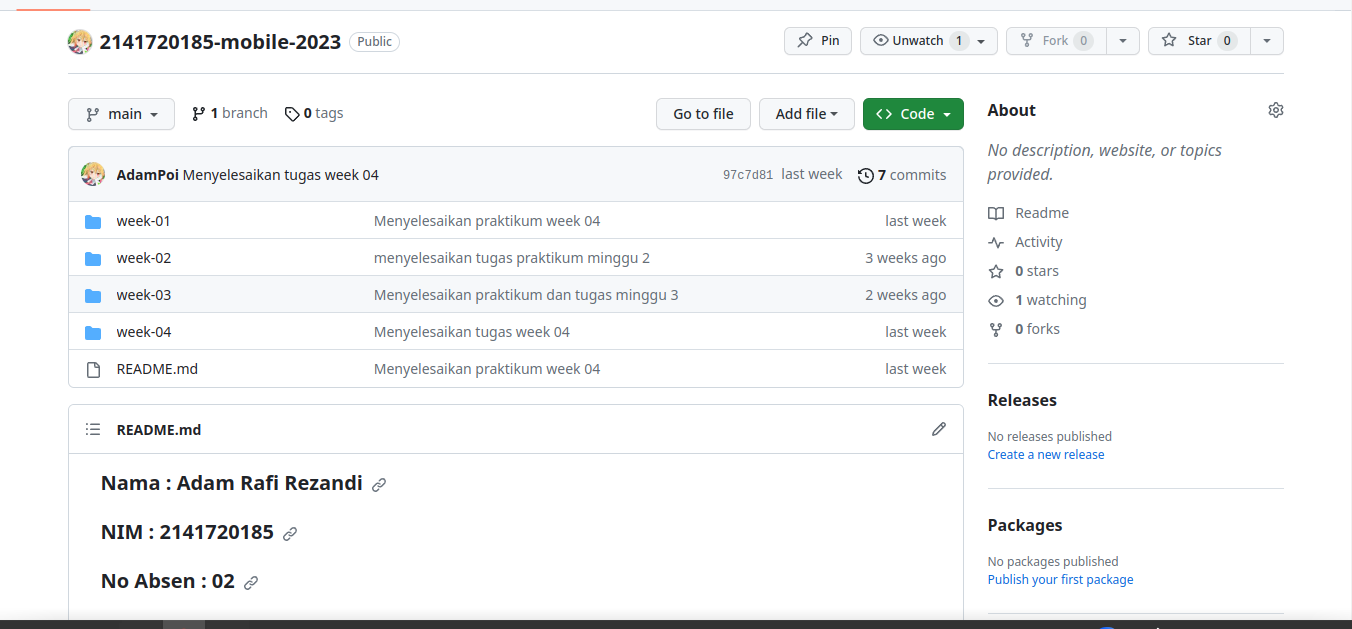 2141720185-mobile-2023 Public Pin Unwatch 1 Fork 0 Star 0
main 1 branch 0 tags Go to file Add file Code
AdamPoi Menyelesaikan tugas week 04 97c7d81 last week 7 commits
week-01 Menyelesaikan praktikum week 04 last week
week-02 menyelesaikan tugas praktikum minggu 2 3 weeks ago
week-03 Menyelesaikan praktikum dan tugas minggu 3 2 weeks ago
week-04 Menyelesaikan tugas week 04 last week
README.md Menyelesaikan praktikum week 04 last week
README.md
Nama : Adam Rafi Rezandi
NIM : 2141720185
No Absen : 02
About
No description, website, or topics
provided.
Readme
Activity
0 stars
1 watching
0 forks
Releases
No releases published
Create a new release
Packages
No packages published
Publish your first package